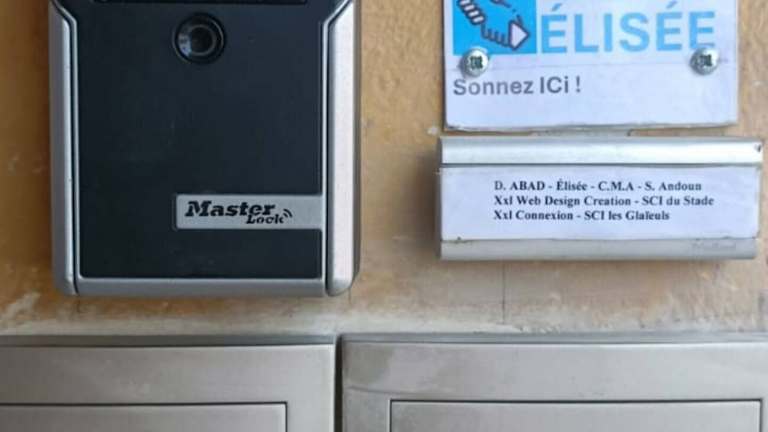 Master
Lock
ÉLISÉE
Sonnez ICi !
D. ABAD - Élisée - C.M.A - S. Andoun
Xxl Web Design Creation - SCI du Stade
Xxl Connexion - SCI les Glaïeuls